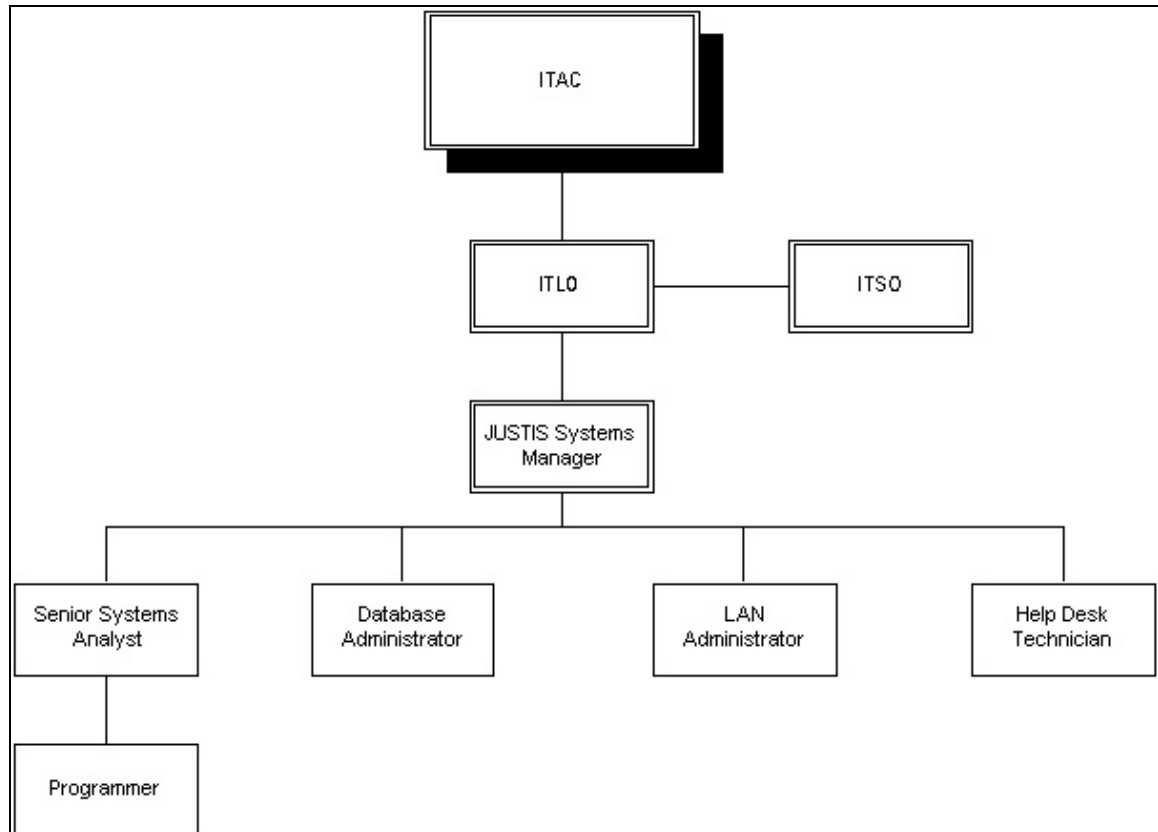 ITAC
ITLO
ITSO
JUSTIS Systems
Manager
Senior Systems
Analyst
Database
Administrator
LAN
Administrator
Help Desk
Technician
Programmer